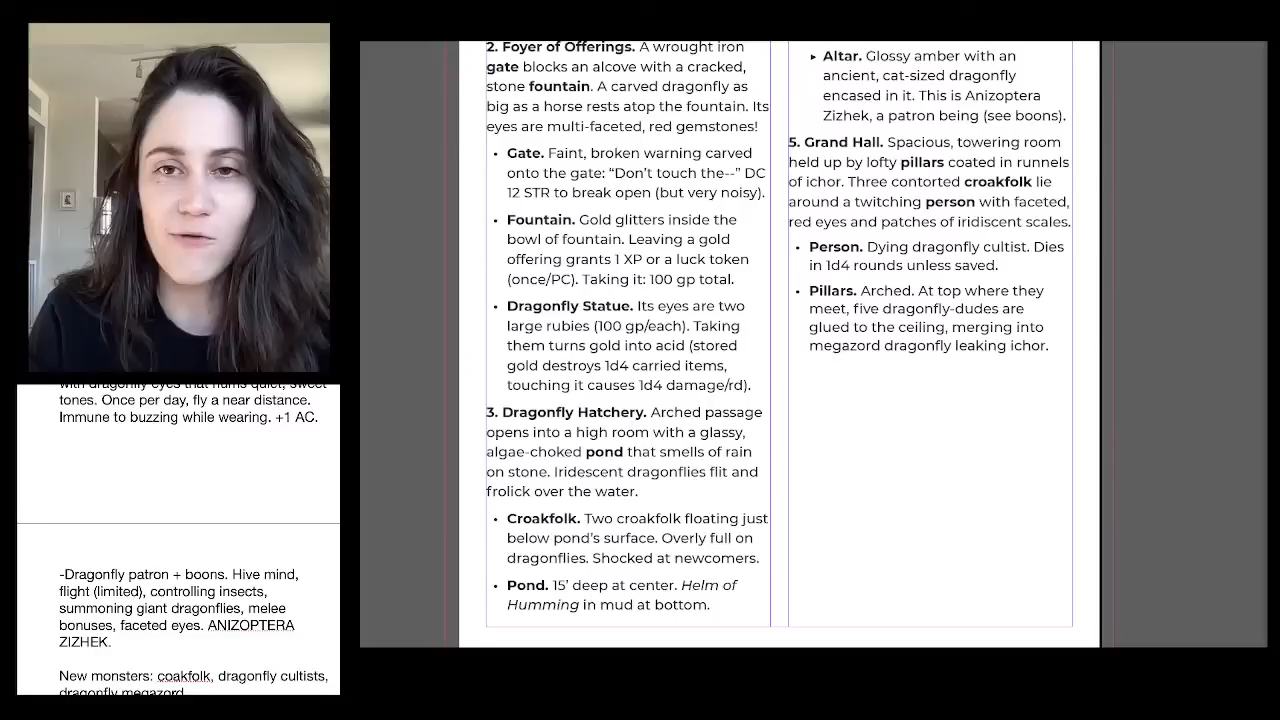 2. Foyer of Offerings. A wrought iron
gate blocks an alcove with a cracked,
stone fountain. A carved dragonfly as
big as a horse rests atop the fountain. Its
eyes are multi-faceted, red gemstones!
• Gate. Faint, broken warning carved
onto the gate: “Don’t touch the--” DC
12 STR to break open (but very noisy).
• Fountain. Gold glitters inside the
bowl of fountain. Leaving a gold
offering grants 1 XP or a luck token
(once/PC). Taking it: 100 gp total.
• Dragonfly Statue. Its eyes are two
large rubies (100 gp/each). Taking
them turns gold into acid (stored
gold destroys 1d4 carried items,
touching it causes 1d4 damage/rd).
3. Dragonfly Hatchery. Arched passage
opens into a high room with a glassy,
algae-choked pond that smells of rain
on stone. Iridescent dragonflies flit and
frolick over the water.
• Croakfolk. Two croakfolk floating just
below pond’s surface. Overly full on
dragonflies. Shocked at newcomers.
• Pond. 15’ deep at center. Helm of
Humming in mud at bottom.
▸ Altar. Glossy amber with an
ancient, cat-sized dragonfly
encased in it. This is Anizoptera
Zizhek, a patron being (see boons).
5. Grand Hall. Spacious, towering room
held up by lofty pillars coated in runnels
of ichor. Three contorted croakfolk lie
around a twitching person with faceted,
red eyes and patches of iridiscent scales.
• Person. Dying dragonfly cultist. Dies
in 1d4 rounds unless saved.
• Pillars. Arched. At top where they
meet, five dragonfly-dudes are
glued to the ceiling, merging into
megazord dragonfly leaking ichor.
with dragonfly eyes that hums quiet, sweet
tones. Once per day, fly a near distance.
Immune to buzzing while wearing. +1 AC.
-Dragonfly patron + boons. Hive mind,
flight (limited), controlling insects,
summoning giant dragonflies, melee
bonuses, faceted eyes. ANIZOPTERA
ZIZHEK.
New monsters: coakfolk, dragonfly cultists,
dragonfly megazord